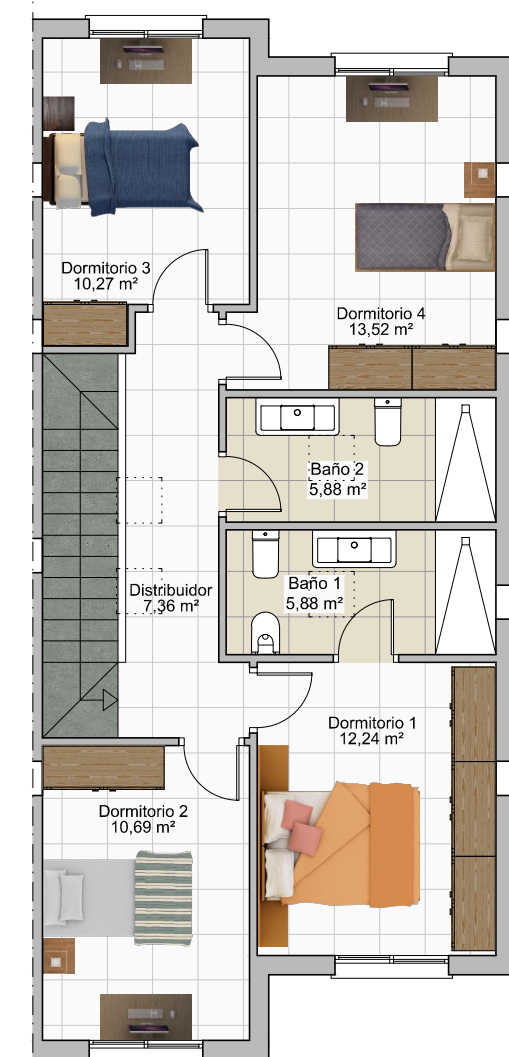 Dormitorio 3
10,27 m²
Dormitorio 4
13,52 m²
Baño 2
5,88 m²
Baño 1
5,88 m²
Distribuidor
7,36 m²
Dormitorio 1
12,24 m²
Dormitorio 2
10,69 m²